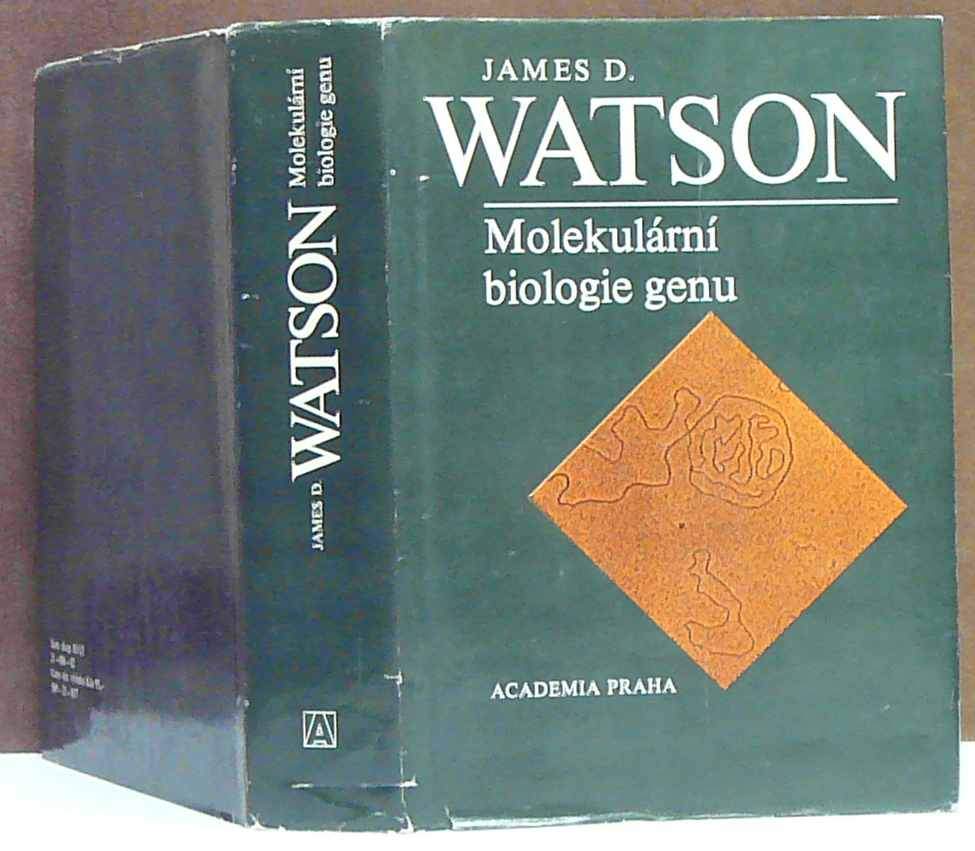 JAMES D.
WATSON
Molekulární
biologie genu
ACADEMIA PRAHA
JAMES D.
WATSON
Molekulární
biologie genu
A